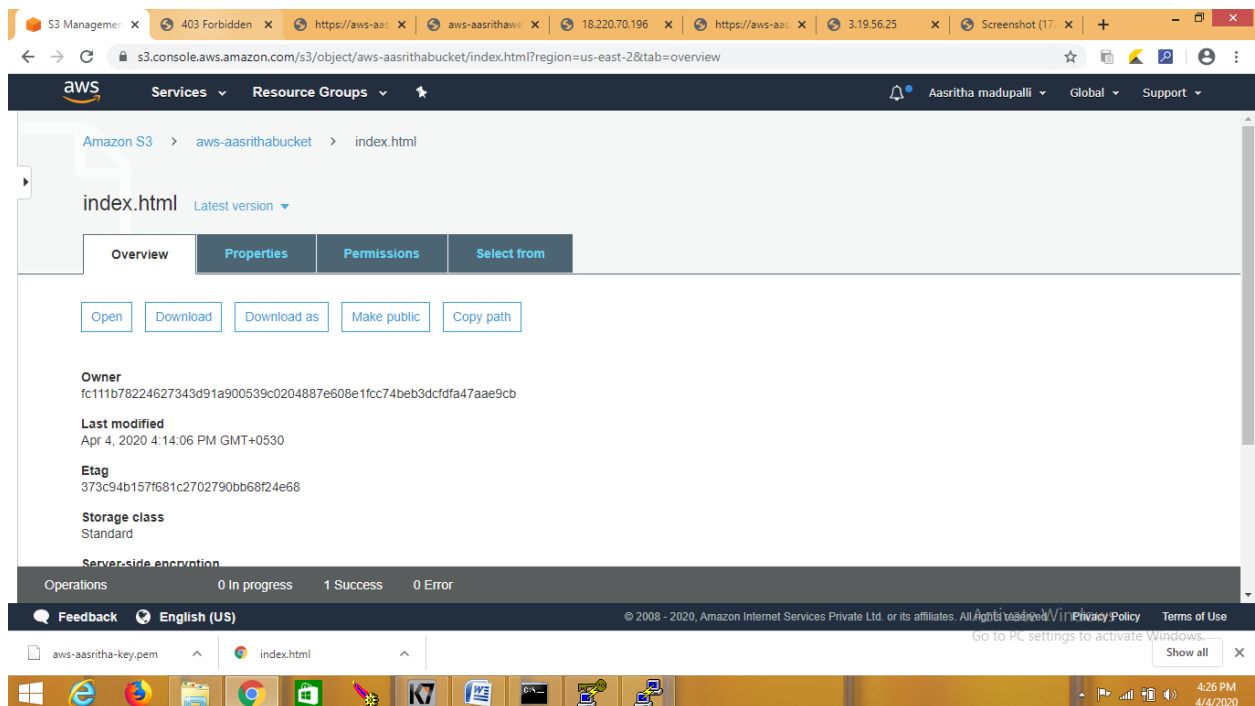 S3 Managemen
403 Forbidden
https://aws-aas
aws-aasrithawe
18.220.70.196
https://aws-aas
3.19.56.25
Screenshot (17
s3.console.aws.amazon.com/s3/object/aws-aasrithabucket/index.html?region=us-east-2&tab=overview
aws Services Resource Groups Aasritha madupalli Global Support
Amazon S3 > aws-aasrithabucket > index.html
index.html Latest version
Overview Properties Permissions Select from
Open Download Download as Make public Copy path
Owner
fc111b78224627343d91a900539c0204887e608e1fcc74beb3dcfdfa47aae9cb
Last modified
Apr 4, 2020 4:14:06 PM GMT+0530
Etag
373c94b157f681c2702790bb68f24e68
Storage class
Standard
Server-side encryption
Operations 0 In progress 1 Success 0 Error
Feedback English (US) © 2008 - 2020, Amazon Internet Services Private Ltd. or its affiliates. All rights reserved. Privacy Policy Terms of Use
Activate Windows
Go to PC settings to activate Windows.
aws-aasritha-key.pem index.html Show all
4:26 PM
4/4/2020